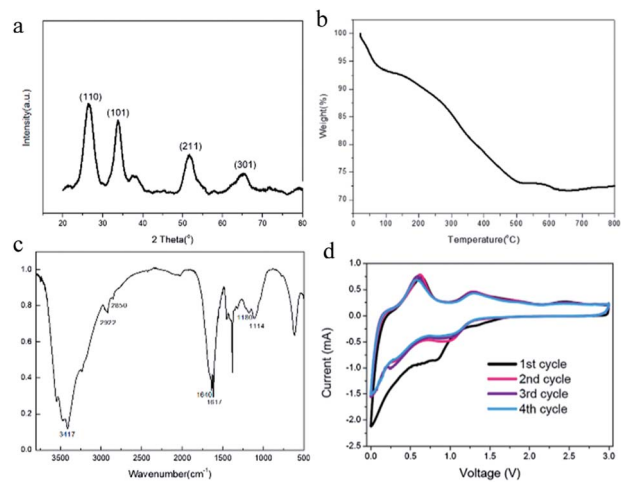 a
(110)
(101)
(211)
(301)
Intensity(a.u.)
20 30 40 50 60 70 80
2 Theta(°)
b
100
95
90
85
80
75
70
Weight(%)
0 100 200 300 400 500 600 700 800
Temperature(°C)
c
1.0
0.8
0.6
0.4
0.2
0.0
2922
2850
1180
1114
1640
1617
3417
3500 3000 2500 2000 1500 1000 500
Wavenumber(cm⁻¹)
d
1.0
0.5
0.0
-0.5
-1.0
-1.5
-2.0
-2.5
Current (mA)
1st cycle
2nd cycle
3rd cycle
4th cycle
0.0 0.5 1.0 1.5 2.0 2.5 3.0
Voltage (V)